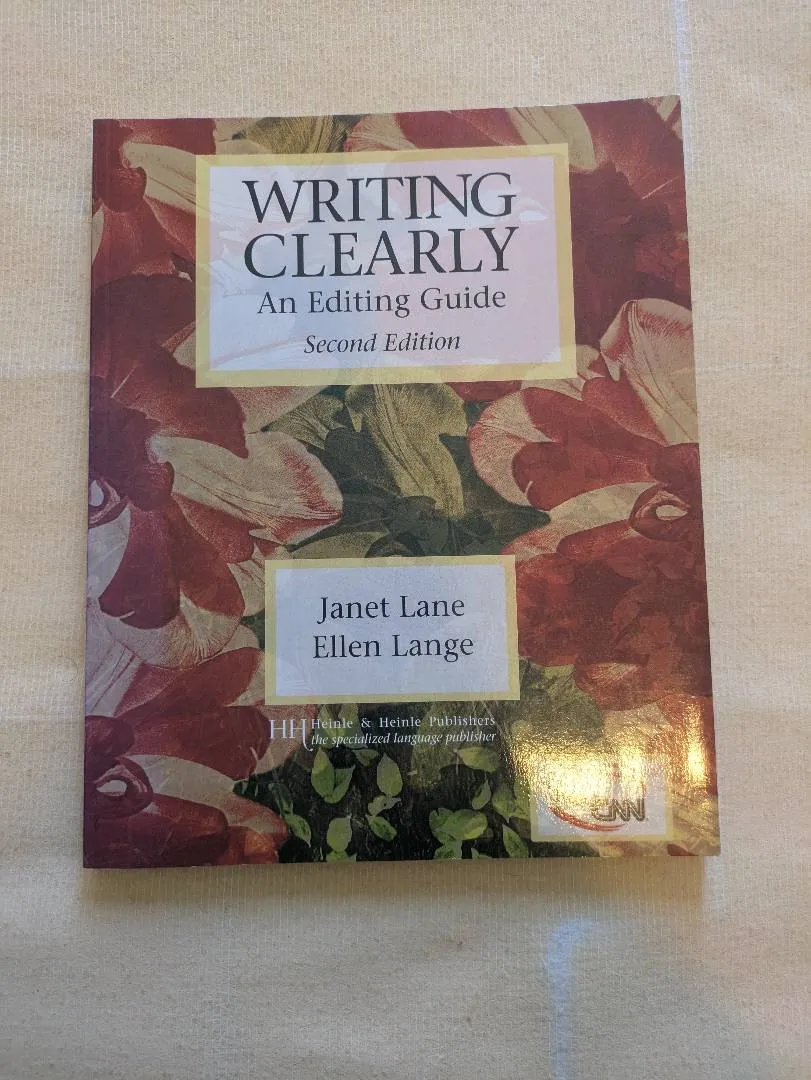 WRITING
CLEARLY
An Editing Guide
Second Edition
Janet Lane
Ellen Lange
HH Heinle & Heinle Publishers
the specialized language publisher
CNN